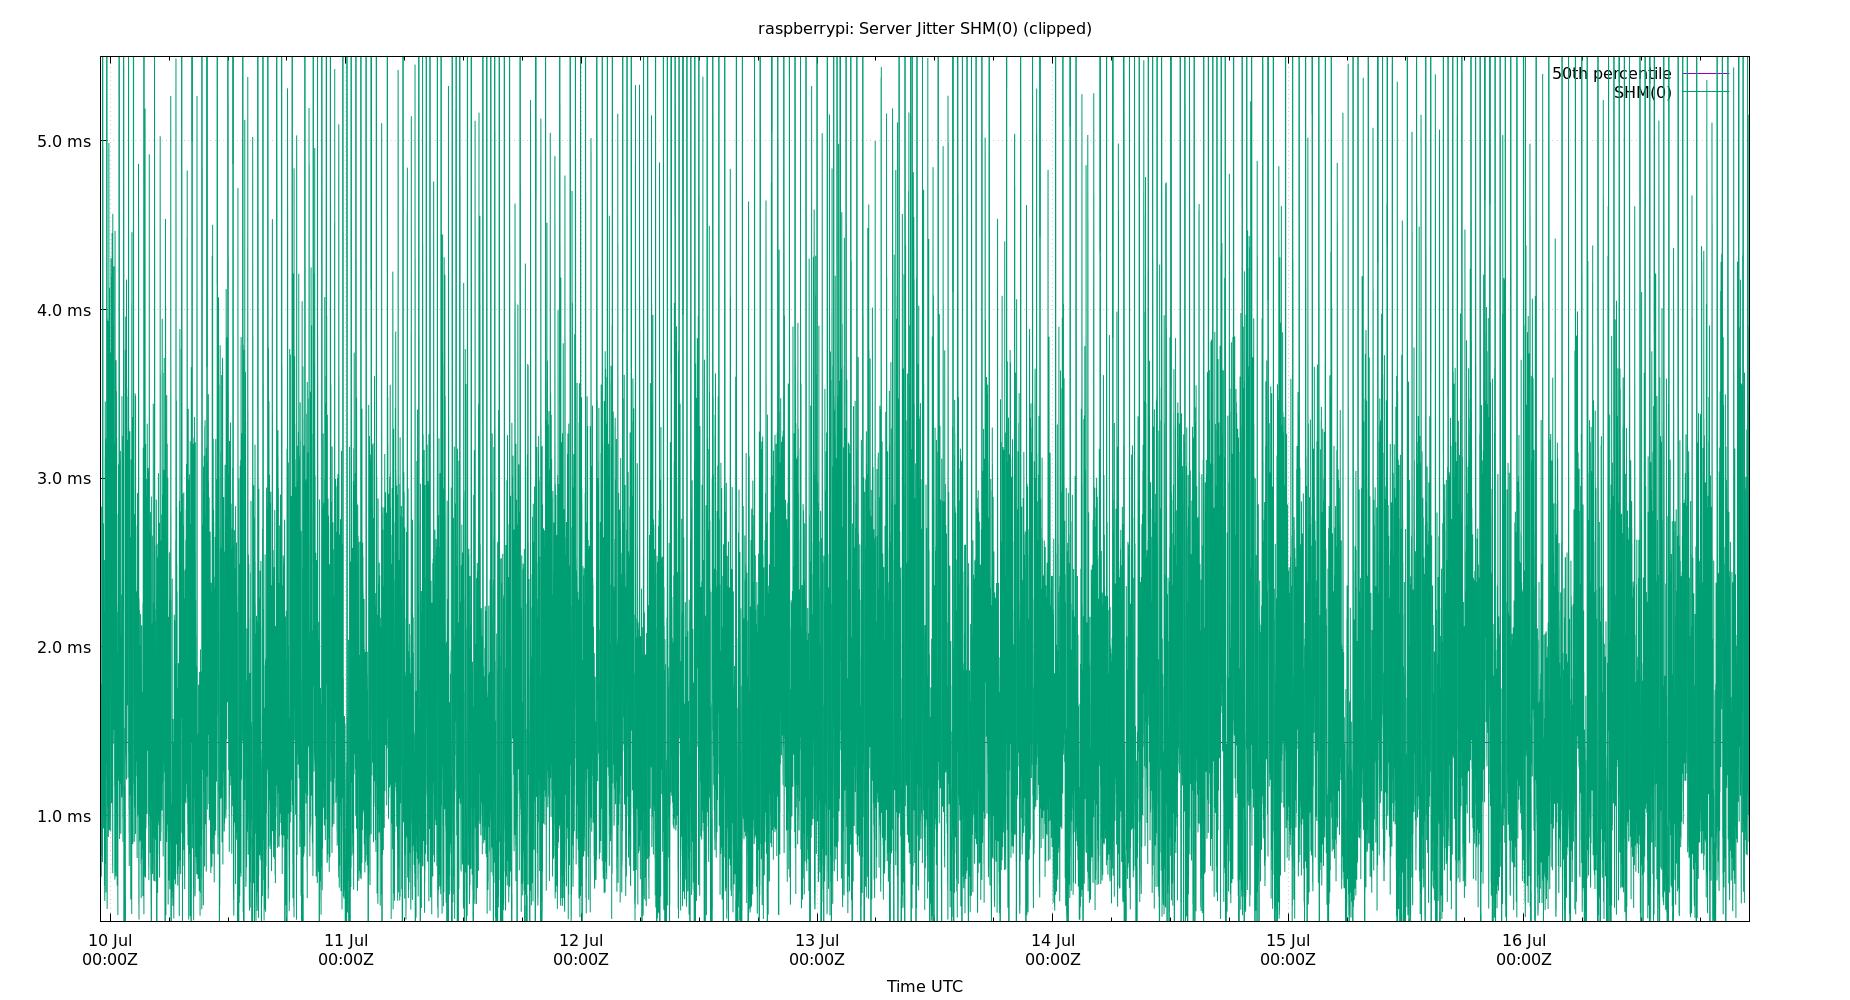 raspberrypi: Server Jitter SHM(0) (clipped)
50th percentile
SHM(0)
5.0 ms
4.0 ms
3.0 ms
2.0 ms
1.0 ms
10 Jul 11 Jul 12 Jul 13 Jul 14 Jul 15 Jul 16 Jul
00:00Z 00:00Z 00:00Z 00:00Z 00:00Z 00:00Z 00:00Z
Time UTC